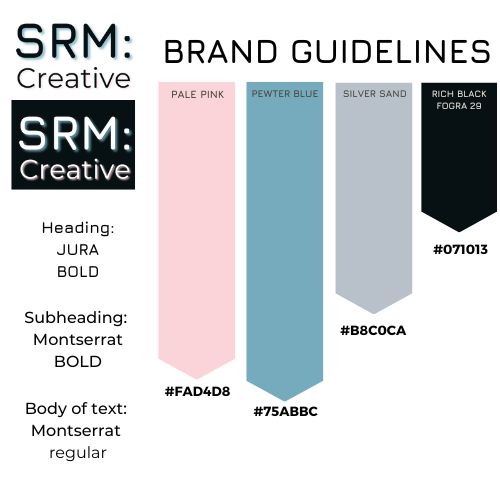 SRM:
Creative
SRM:
Creative
BRAND GUIDELINES
PALE PINK
PEWTER BLUE
SILVER SAND
RICH BLACK
FOGRA 29
#FAD4D8
#75ABBC
#B8C0CA
#071013
Heading:
JURA
BOLD
Subheading:
Montserrat
BOLD
Body of text:
Montserrat
regular